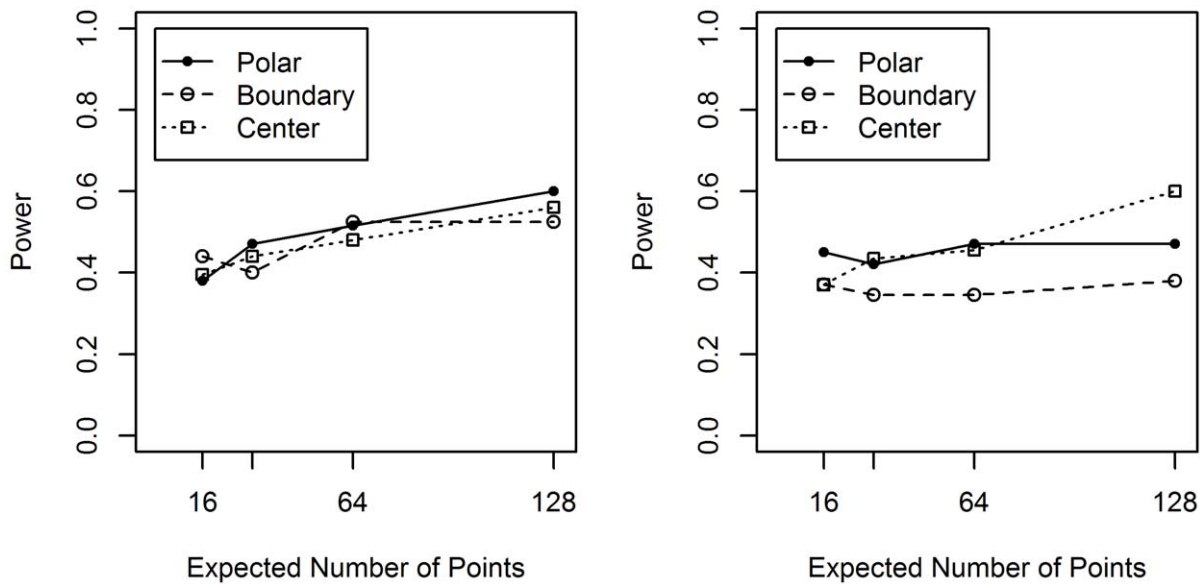 Power
1.0
0.8
0.6
0.4
0.2
0.0
Polar
Boundary
Center
16
64
128
Expected Number of Points
Power
1.0
0.8
0.6
0.4
0.2
0.0
Polar
Boundary
Center
16
64
128
Expected Number of Points